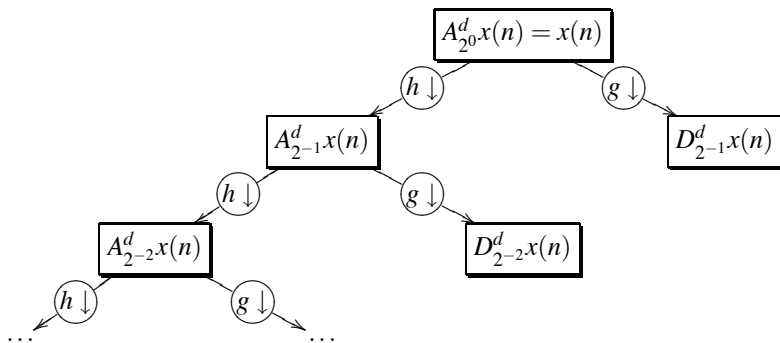 $A^d_{2^0}x(n) = x(n)$
h ↓ g ↓
$A^d_{2^{-1}}x(n)$ $D^d_{2^{-1}}x(n)$
h ↓ g ↓
$A^d_{2^{-2}}x(n)$ $D^d_{2^{-2}}x(n)$
h ↓ g ↓
... ...